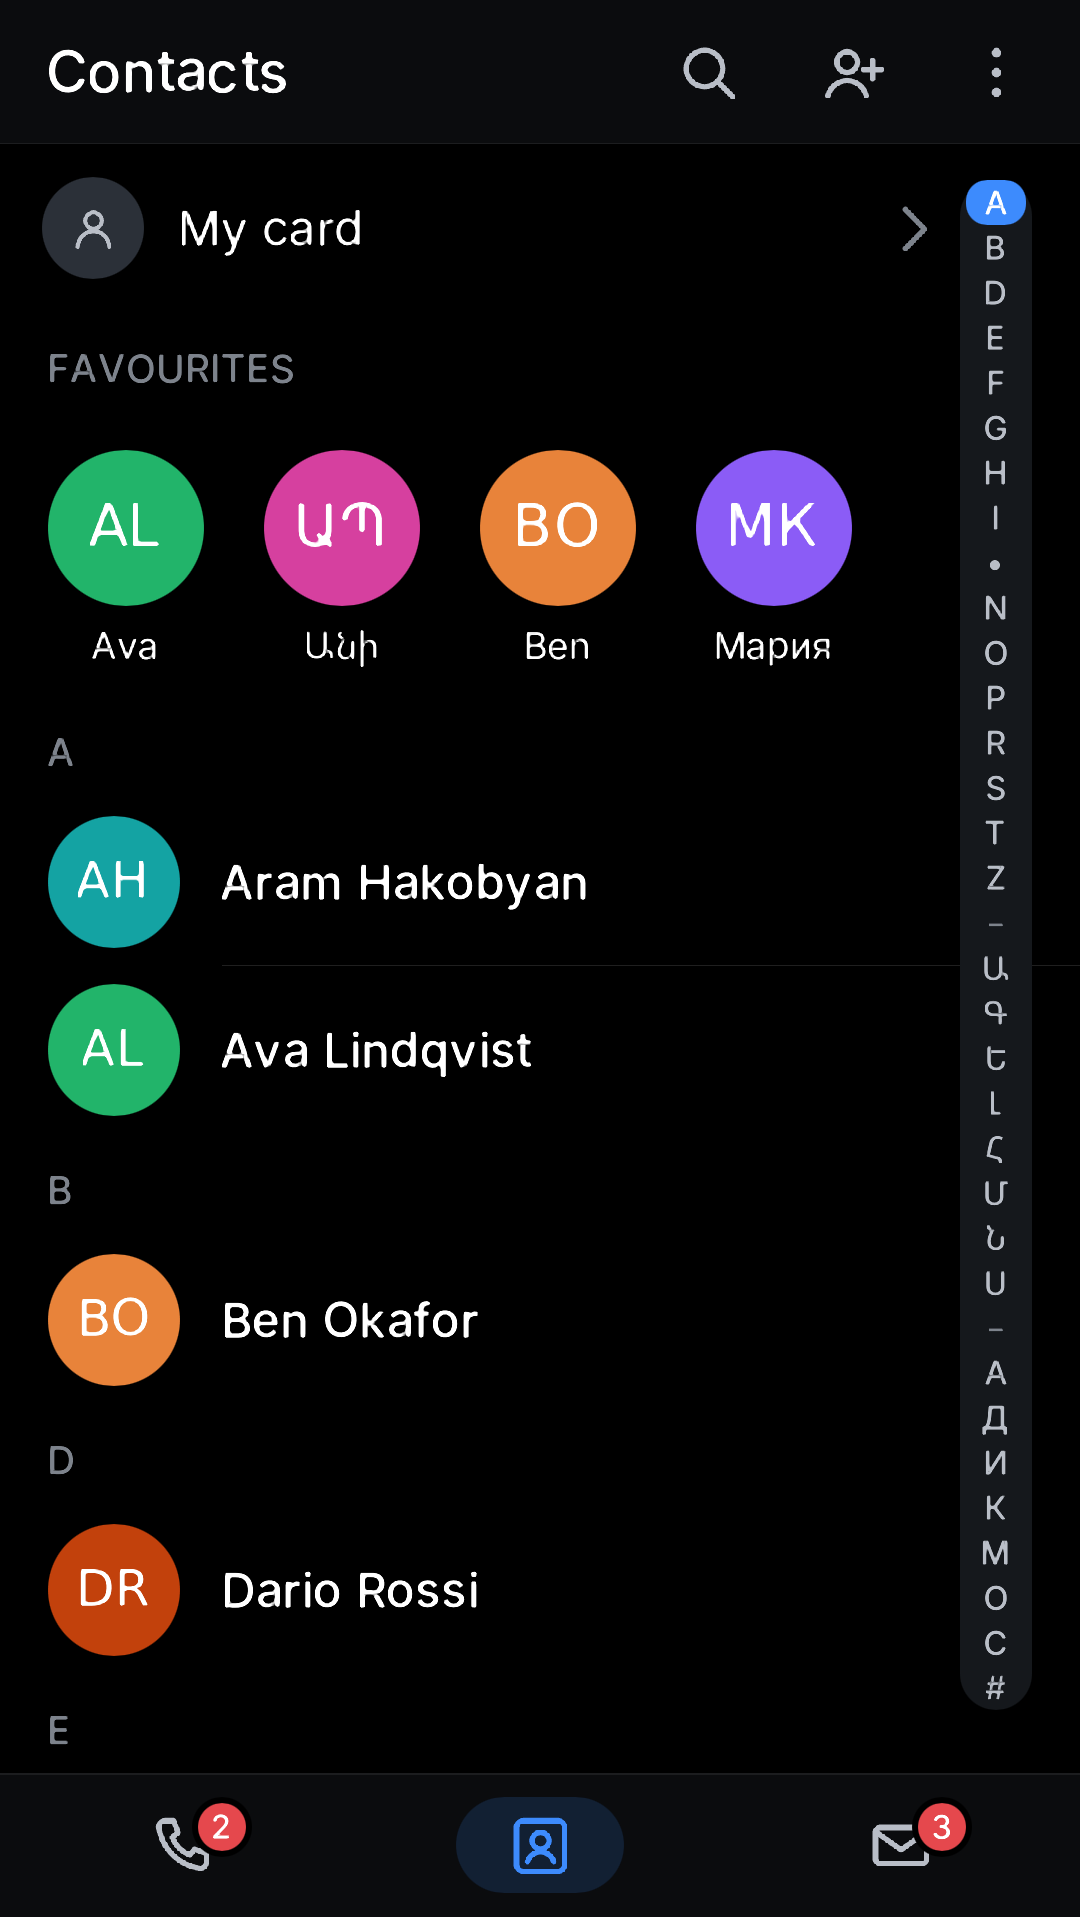 Contacts
My card
FAVOURITES
AL ԱՊ BO MK
Ava Անի Ben Мария
A
AH Aram Hakobyan
AL Ava Lindqvist
B
BO Ben Okafor
D
DR Dario Rossi
E
A
B
D
E
F
G
H
I
•
N
O
P
R
S
T
Z
–
Ա
Գ
Ե
Լ
Հ
Մ
Ն
Ս
–
А
Д
И
К
М
О
С
#
2
3